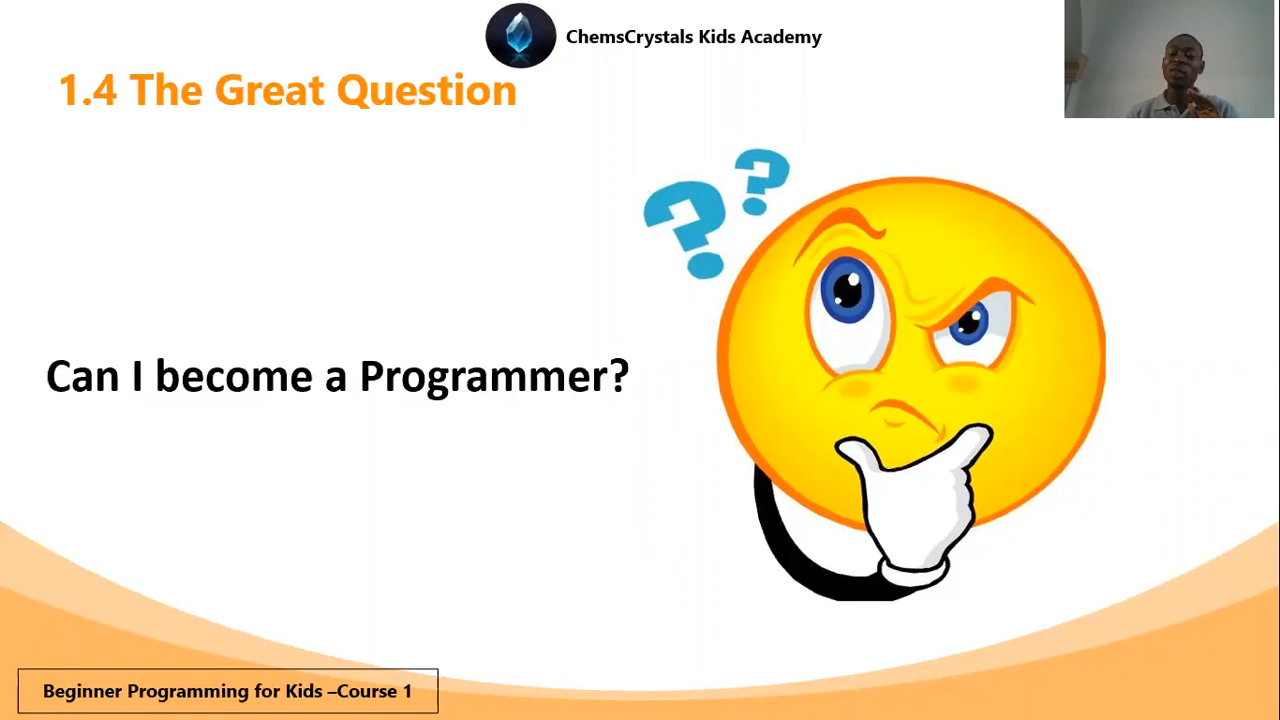 ChemsCrystals Kids Academy
1.4 The Great Question
? ?
Can I become a Programmer?
Beginner Programming for Kids –Course 1